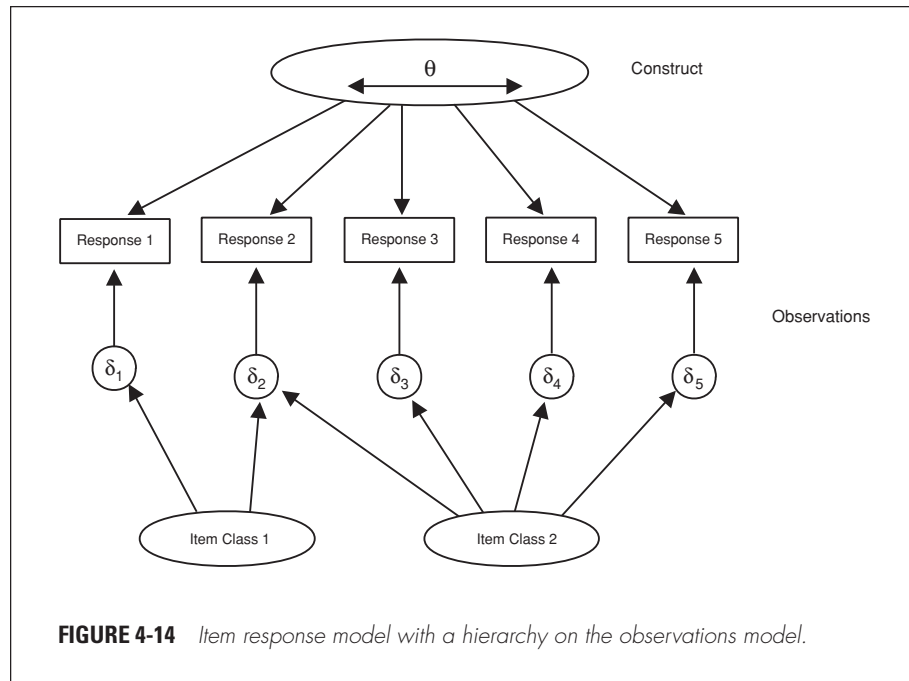 θ
Construct
Response 1
Response 2
Response 3
Response 4
Response 5
Observations
δ1
δ2
δ3
δ4
δ5
Item Class 1
Item Class 2
FIGURE 4-14 Item response model with a hierarchy on the observations model.